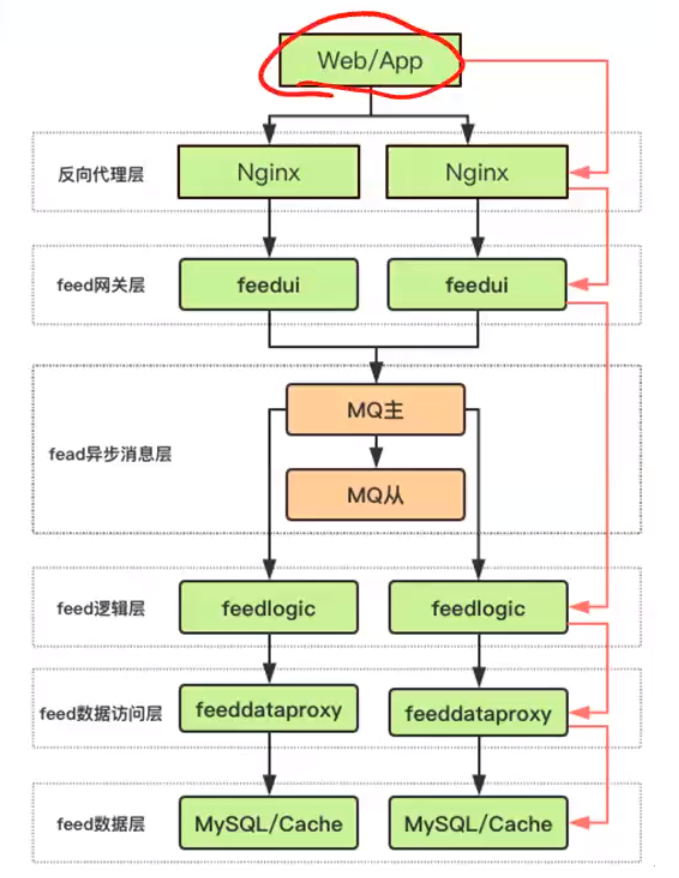 Web/App
反向代理层
Nginx
Nginx
feed网关层
feedui
feedui
fead异步消息层
MQ主
MQ从
feed逻辑层
feedlogic
feedlogic
feed数据访问层
feeddataproxy
feeddataproxy
feed数据层
MySQL/Cache
MySQL/Cache